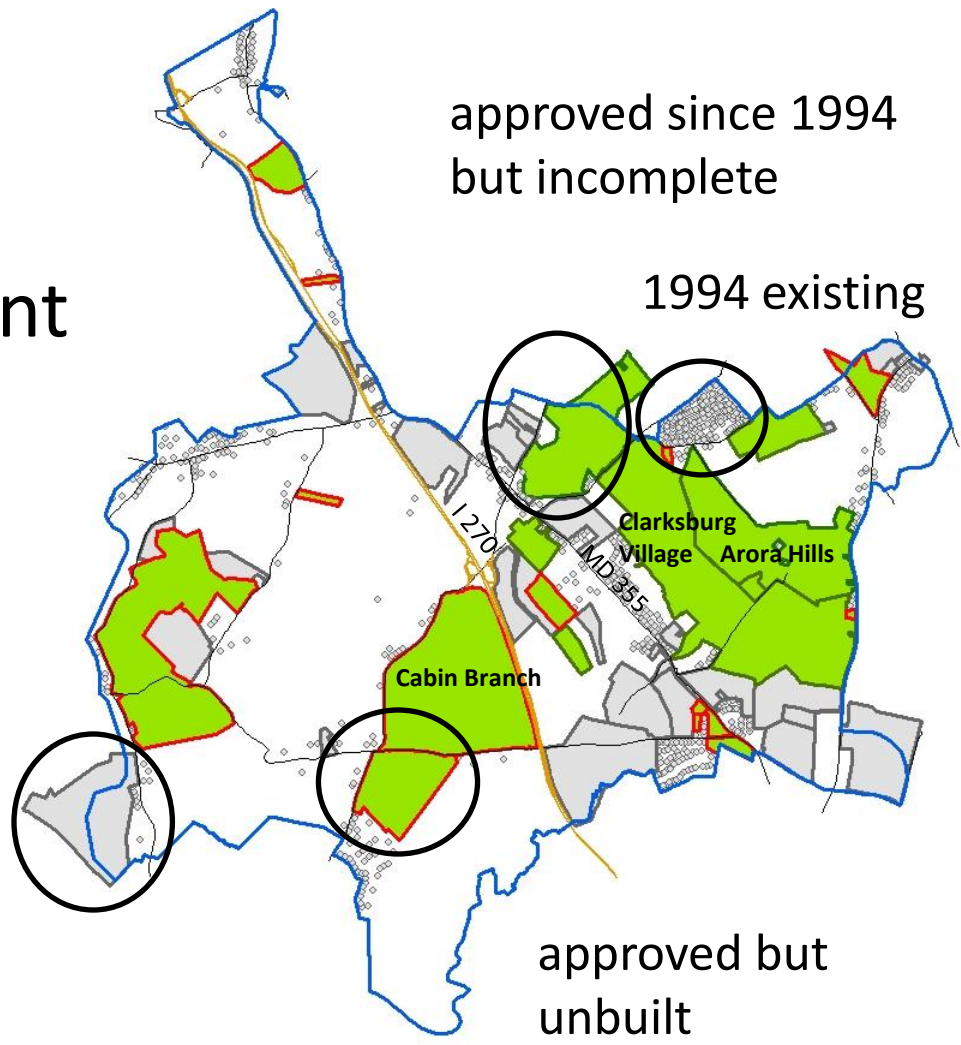 approved since 1994
but incomplete
1994 existing
nt
I 270
Clarksburg
Village
Arora Hills
MD 355
Cabin Branch
approved but
unbuilt